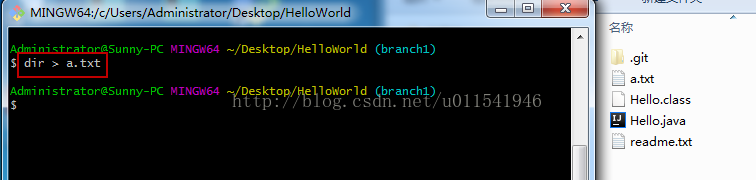 MINGW64:/c/Users/Administrator/Desktop/HelloWorld
Administrator@Sunny-PC MINGW64 ~/Desktop/HelloWorld (branch1)
$ dir > a.txt
Administrator@Sunny-PC MINGW64 ~/Desktop/HelloWorld (branch1)
$
http://blog.csdn.net/u011541946
名称
.git
a.txt
Hello.class
Hello.java
readme.txt